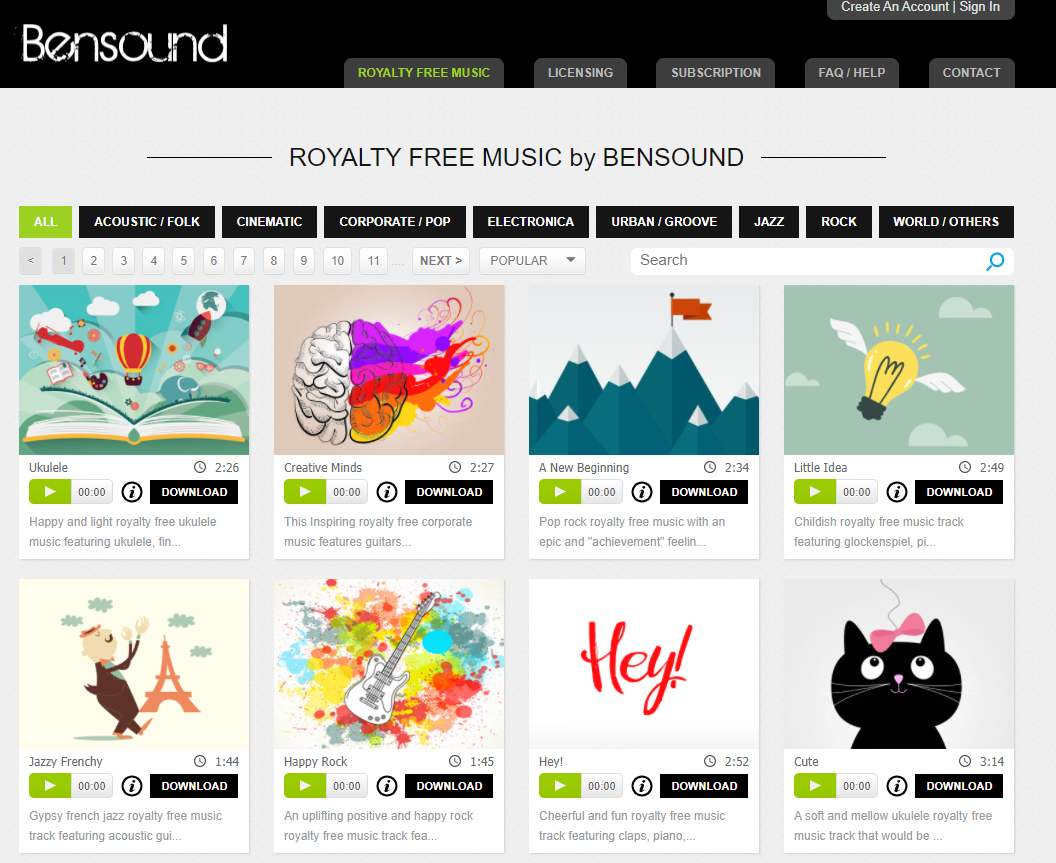 Create An Account | Sign In
Bensound
ROYALTY FREE MUSIC LICENSING SUBSCRIPTION FAQ / HELP CONTACT
ROYALTY FREE MUSIC by BENSOUND
ALL ACOUSTIC / FOLK CINEMATIC CORPORATE / POP ELECTRONICA URBAN / GROOVE JAZZ ROCK WORLD / OTHERS
< 1 2 3 4 5 6 7 8 9 10 11 .... NEXT > POPULAR Search
Ukulele 2:26
00:00 i DOWNLOAD
Happy and light royalty free ukulele
music featuring ukulele, fin...
Creative Minds 2:27
00:00 i DOWNLOAD
This Inspiring royalty free corporate
music features guitars...
A New Beginning 2:34
00:00 i DOWNLOAD
Pop rock royalty free music with an
epic and "achievement" feelin...
Little Idea 2:49
00:00 i DOWNLOAD
Childish royalty free music track
featuring glockenspiel, pi...
Jazzy Frenchy 1:44
00:00 i DOWNLOAD
Gypsy french jazz royalty free music
track featuring acoustic gui...
Happy Rock 1:45
00:00 i DOWNLOAD
An uplifting positive and happy rock
royalty free music track fea...
Hey!
Hey! 2:52
00:00 i DOWNLOAD
Cheerful and fun royalty free music
track featuring claps, piano,...
Cute 3:14
00:00 i DOWNLOAD
A soft and mellow ukulele royalty free
music track that would be ...